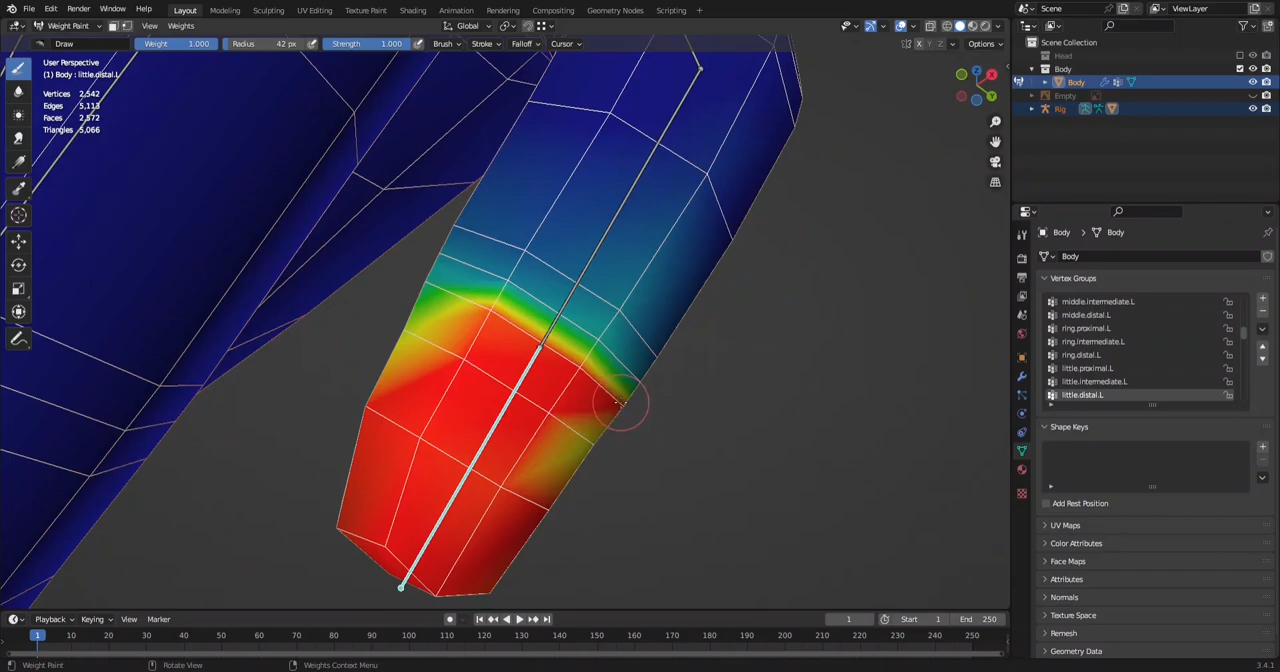 File Edit Render Window Help Layout Modeling Sculpting UV Editing Texture Paint Shading Animation Rendering Compositing Geometry Nodes Scripting Scene ViewLayer
Weight Paint View Weights Global
Draw Weight 1.000 Radius 42 px Strength 1.000 Brush Stroke Falloff Cursor X Y Z Options
User Perspective
(1) Body : little.distal.L
Vertices 2,542
Edges 5,113
Faces 2,572
Triangles 5,066
X
Y
Z
Scene Collection
Head
Body
Body
Empty
Rig
Body Body
Body
Vertex Groups
middle.intermediate.L
middle.distal.L
ring.proximal.L
ring.intermediate.L
ring.distal.L
little.proximal.L
little.intermediate.L
little.distal.L
Shape Keys
Add Rest Position
UV Maps
Color Attributes
Face Maps
Attributes
Normals
Texture Space
Remesh
Geometry Data
Playback Keying View Marker 1 Start 1 End 250
1 10 20 30 40 50 60 70 80 90 100 110 120 130 140 150 160 170 180 190 200 210 220 230 240 250
Weight Paint Rotate View Weights Context Menu 3.4.1